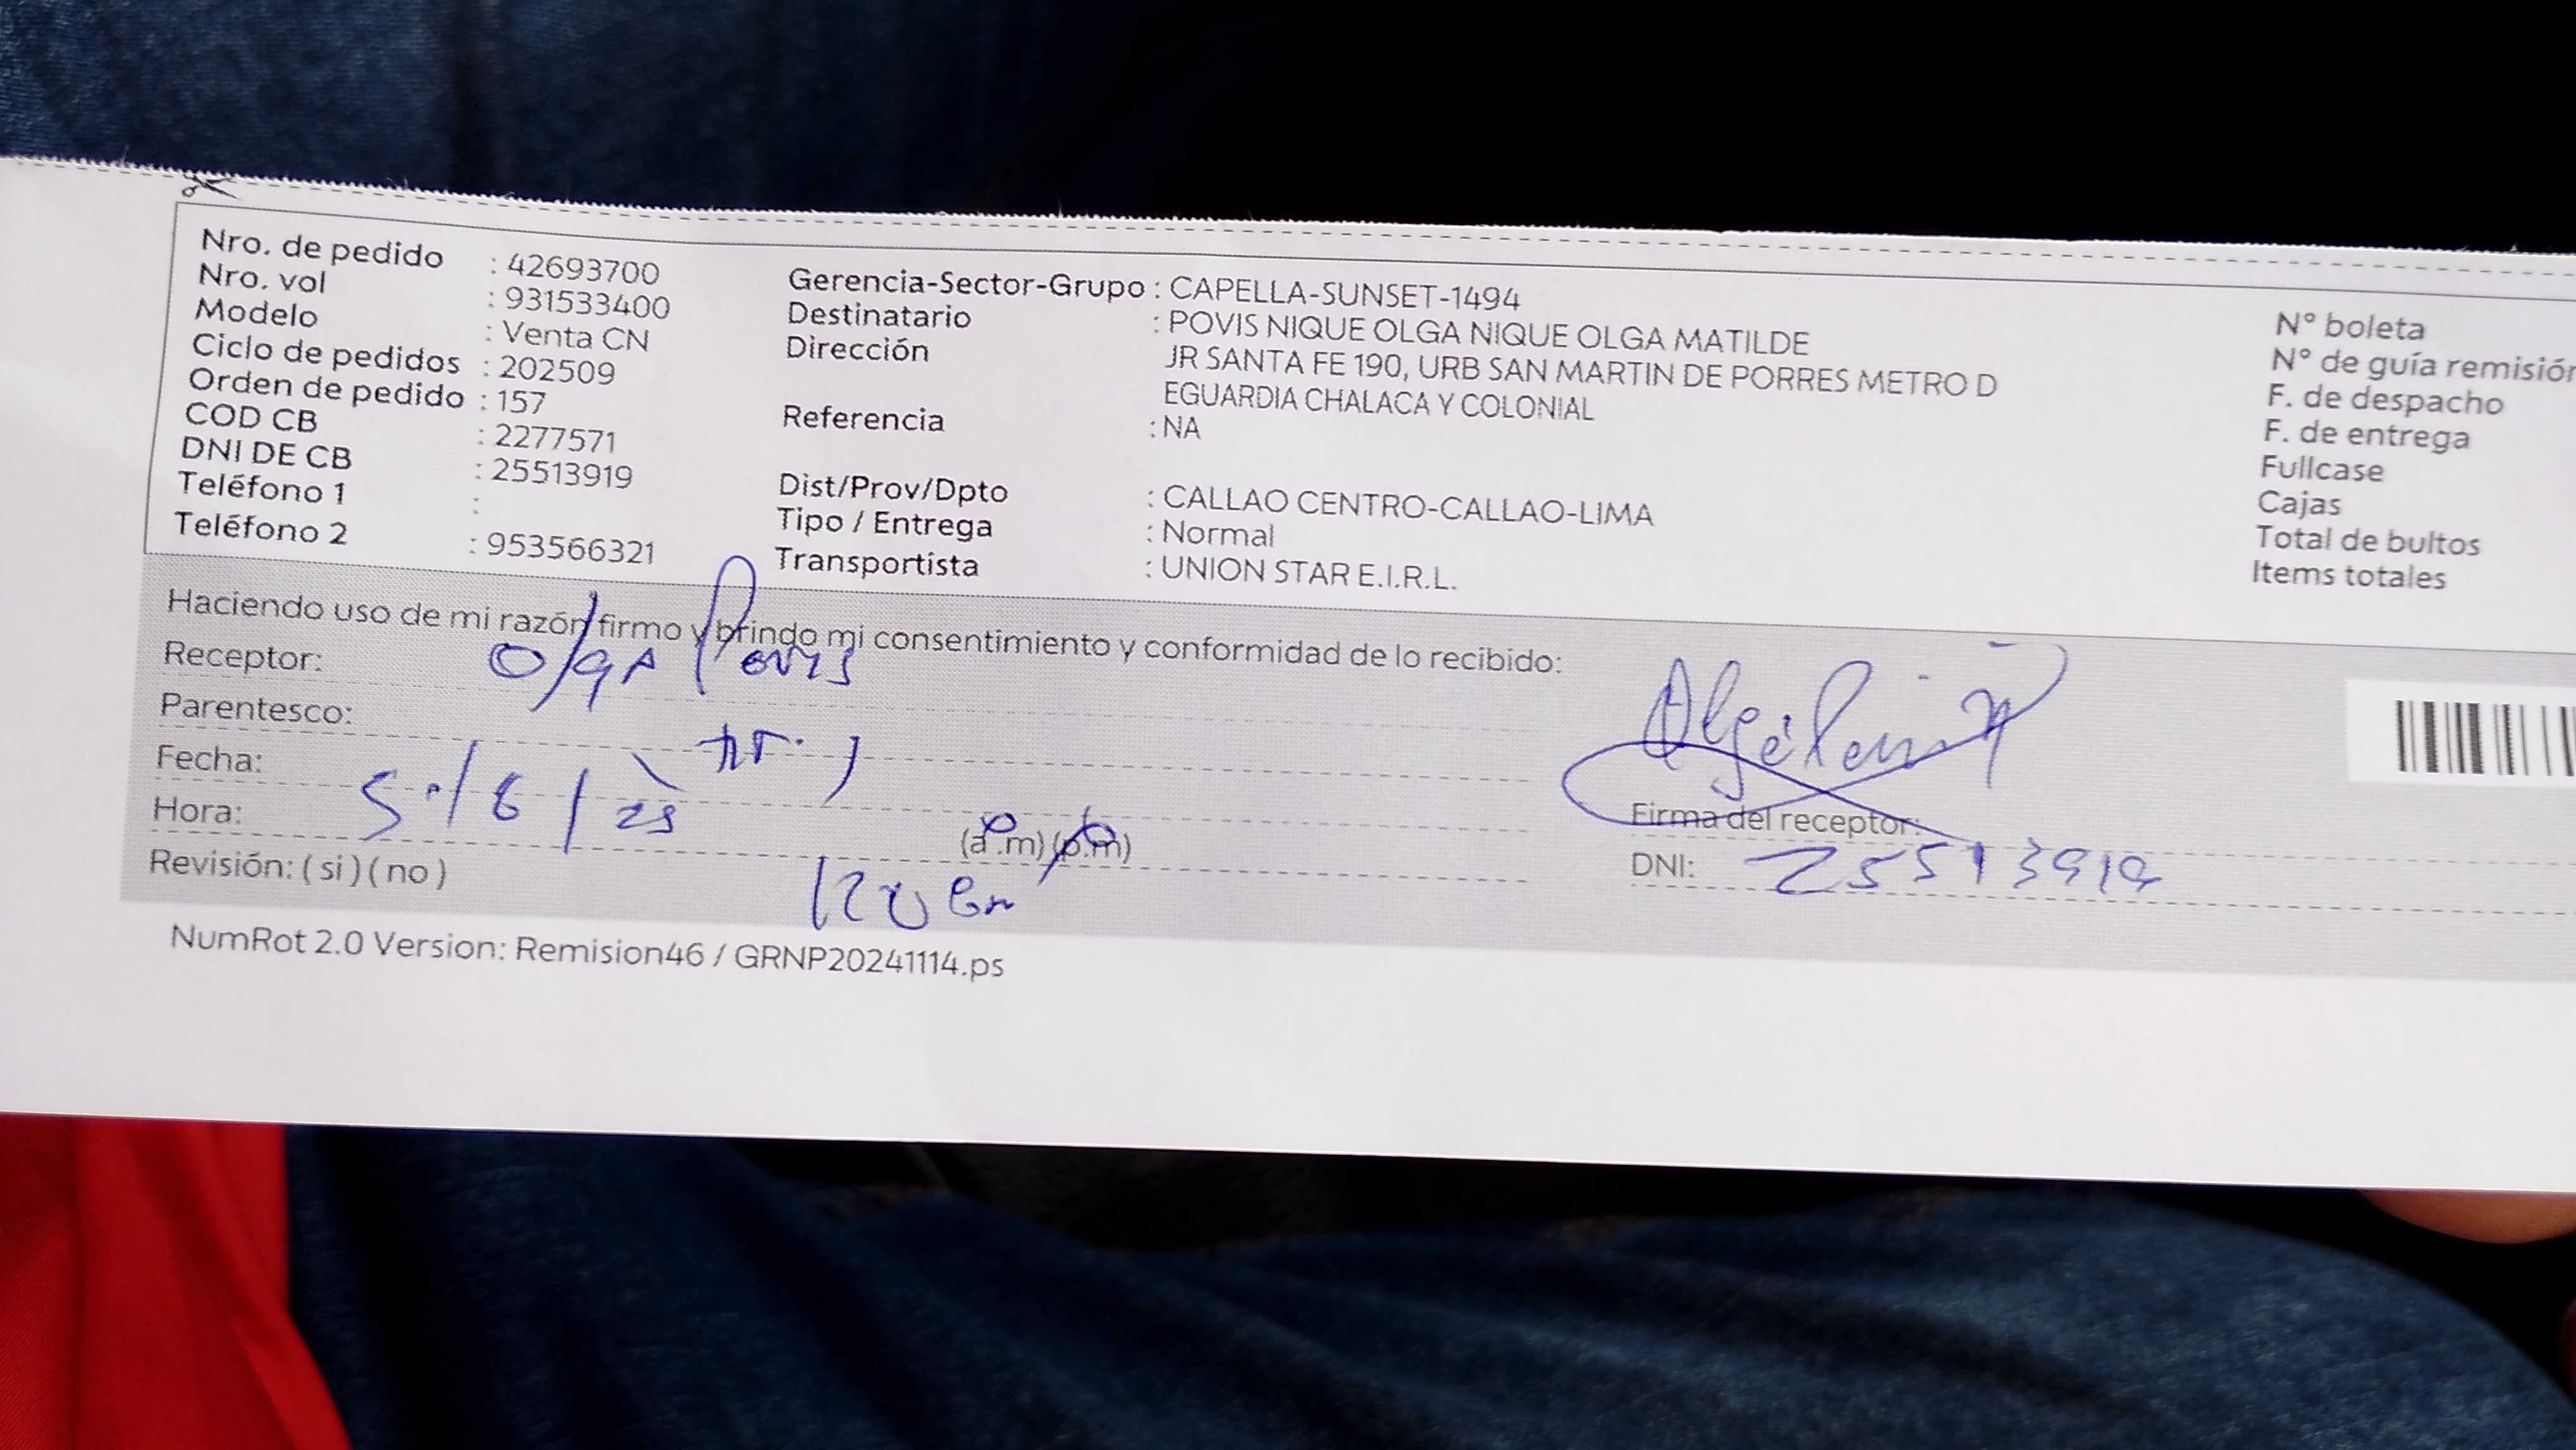 Nro. de pedido : 42693700
Nro. vol : 931533400
Modelo : Venta CN
Ciclo de pedidos : 202509
Orden de pedido : 157
COD CB : 2277571
DNI DE CB : 25513919
Teléfono 1 :
Teléfono 2 : 953566321
Gerencia-Sector-Grupo : CAPELLA-SUNSET-1494
Destinatario : POVIS NIQUE OLGA NIQUE OLGA MATILDE
Dirección JR SANTA FE 190, URB SAN MARTIN DE PORRES METRO D
EGUARDIA CHALACA Y COLONIAL
Referencia : NA
Dist/Prov/Dpto : CALLAO CENTRO-CALLAO-LIMA
Tipo / Entrega : Normal
Transportista : UNION STAR E.I.R.L.
N° boleta
N° de guía remisión
F. de despacho
F. de entrega
Fullcase
Cajas
Total de bultos
Items totales
Haciendo uso de mi razón firmo y brindo mi consentimiento y conformidad de lo recibido:
Receptor: Olga Povis
Parentesco:
Fecha: 5/6/25
Hora: (a.m) (p.m)
Revisión: ( si ) ( no )
Firma del receptor:
DNI: 25513919
NumRot 2.0 Version: Remision46 / GRNP20241114.ps